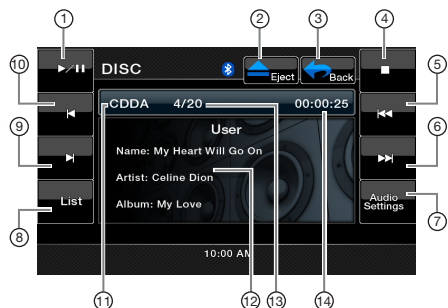 1
2
3
4
DISC
Eject
Back
10
5
CDDA 4/20 00:00:25
User
Name: My Heart Will Go On
9
6
Artist: Celine Dion
List
Album: My Love
Audio
Settings
8
7
10:00 AM
11
12
13
14